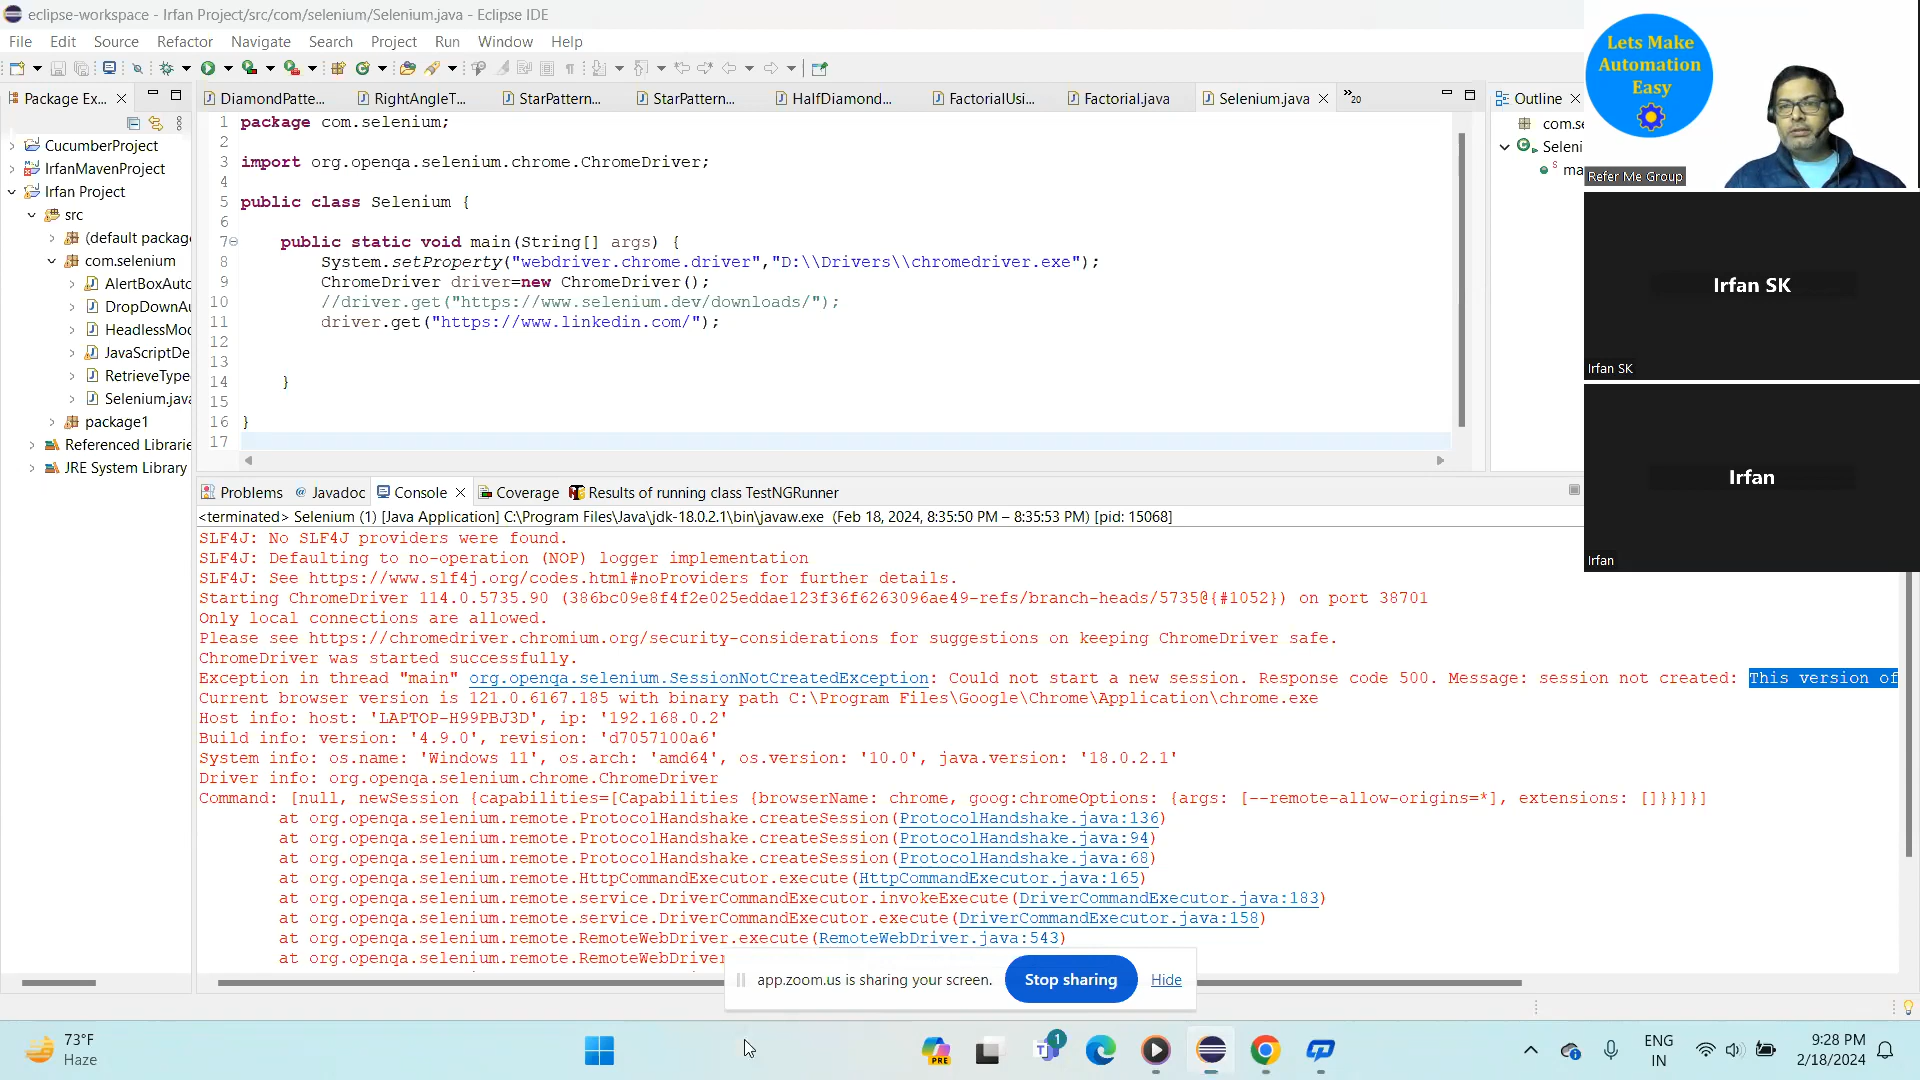 eclipse-workspace - Irfan Project/src/com/selenium/Selenium.java - Eclipse IDE
File Edit Source Refactor Navigate Search Project Run Window Help
Package Ex...
DiamondPatte...
RightAngleT...
StarPattern...
StarPattern...
HalfDiamond...
FactorialUsi...
Factorial.java
Selenium.java
»20
Outline
CucumberProject
IrfanMavenProject
Irfan Project
src
(default package
com.selenium
AlertBoxAuto
DropDownAu
HeadlessMod
JavaScriptDe
RetrieveType
Selenium.java
package1
Referenced Librarie
JRE System Library
1 package com.selenium;
2
3 import org.openqa.selenium.chrome.ChromeDriver;
4
5 public class Selenium {
6
7 public static void main(String[] args) {
8 System.setProperty("webdriver.chrome.driver","D:\\Drivers\\chromedriver.exe");
9 ChromeDriver driver=new ChromeDriver();
10 //driver.get("https://www.selenium.dev/downloads/");
11 driver.get("https://www.linkedin.com/");
12
13
14 }
15
16 }
17
com.se
Seleni
ma
Lets Make
Automation
Easy
Refer Me Group
Irfan SK
Irfan SK
Irfan
Irfan
Problems @ Javadoc Console Coverage Results of running class TestNGRunner
<terminated> Selenium (1) [Java Application] C:\Program Files\Java\jdk-18.0.2.1\bin\javaw.exe (Feb 18, 2024, 8:35:50 PM – 8:35:53 PM) [pid: 15068]
SLF4J: No SLF4J providers were found.
SLF4J: Defaulting to no-operation (NOP) logger implementation
SLF4J: See https://www.slf4j.org/codes.html#noProviders for further details.
Starting ChromeDriver 114.0.5735.90 (386bc09e8f4f2e025eddae123f36f6263096ae49-refs/branch-heads/5735@{#1052}) on port 38701
Only local connections are allowed.
Please see https://chromedriver.chromium.org/security-considerations for suggestions on keeping ChromeDriver safe.
ChromeDriver was started successfully.
Exception in thread "main" org.openqa.selenium.SessionNotCreatedException: Could not start a new session. Response code 500. Message: session not created: This version of
Current browser version is 121.0.6167.185 with binary path C:\Program Files\Google\Chrome\Application\chrome.exe
Host info: host: 'LAPTOP-H99PBJ3D', ip: '192.168.0.2'
Build info: version: '4.9.0', revision: 'd7057100a6'
System info: os.name: 'Windows 11', os.arch: 'amd64', os.version: '10.0', java.version: '18.0.2.1'
Driver info: org.openqa.selenium.chrome.ChromeDriver
Command: [null, newSession {capabilities=[Capabilities {browserName: chrome, goog:chromeOptions: {args: [--remote-allow-origins=*], extensions: []}}]}]
at org.openqa.selenium.remote.ProtocolHandshake.createSession(ProtocolHandshake.java:136)
at org.openqa.selenium.remote.ProtocolHandshake.createSession(ProtocolHandshake.java:94)
at org.openqa.selenium.remote.ProtocolHandshake.createSession(ProtocolHandshake.java:68)
at org.openqa.selenium.remote.HttpCommandExecutor.execute(HttpCommandExecutor.java:165)
at org.openqa.selenium.remote.service.DriverCommandExecutor.invokeExecute(DriverCommandExecutor.java:183)
at org.openqa.selenium.remote.service.DriverCommandExecutor.execute(DriverCommandExecutor.java:158)
at org.openqa.selenium.remote.RemoteWebDriver.execute(RemoteWebDriver.java:543)
at org.openqa.selenium.remote.RemoteWebDriver
app.zoom.us is sharing your screen. Stop sharing Hide
73°F
Haze
PRE
1
ENG
IN
9:28 PM
2/18/2024